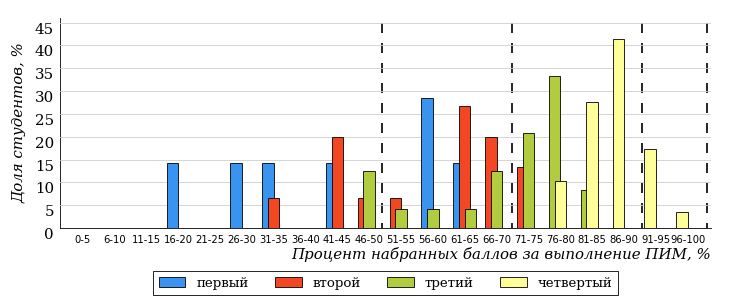 Доля студентов, %
45
40
35
30
25
20
15
10
5
0
0-5 6-10 11-15 16-20 21-25 26-30 31-35 36-40 41-45 46-50 51-55 56-60 61-65 66-70 71-75 76-80 81-85 86-90 91-95 96-100
Процент набранных баллов за выполнение ПИМ, %
первый второй третий четвертый